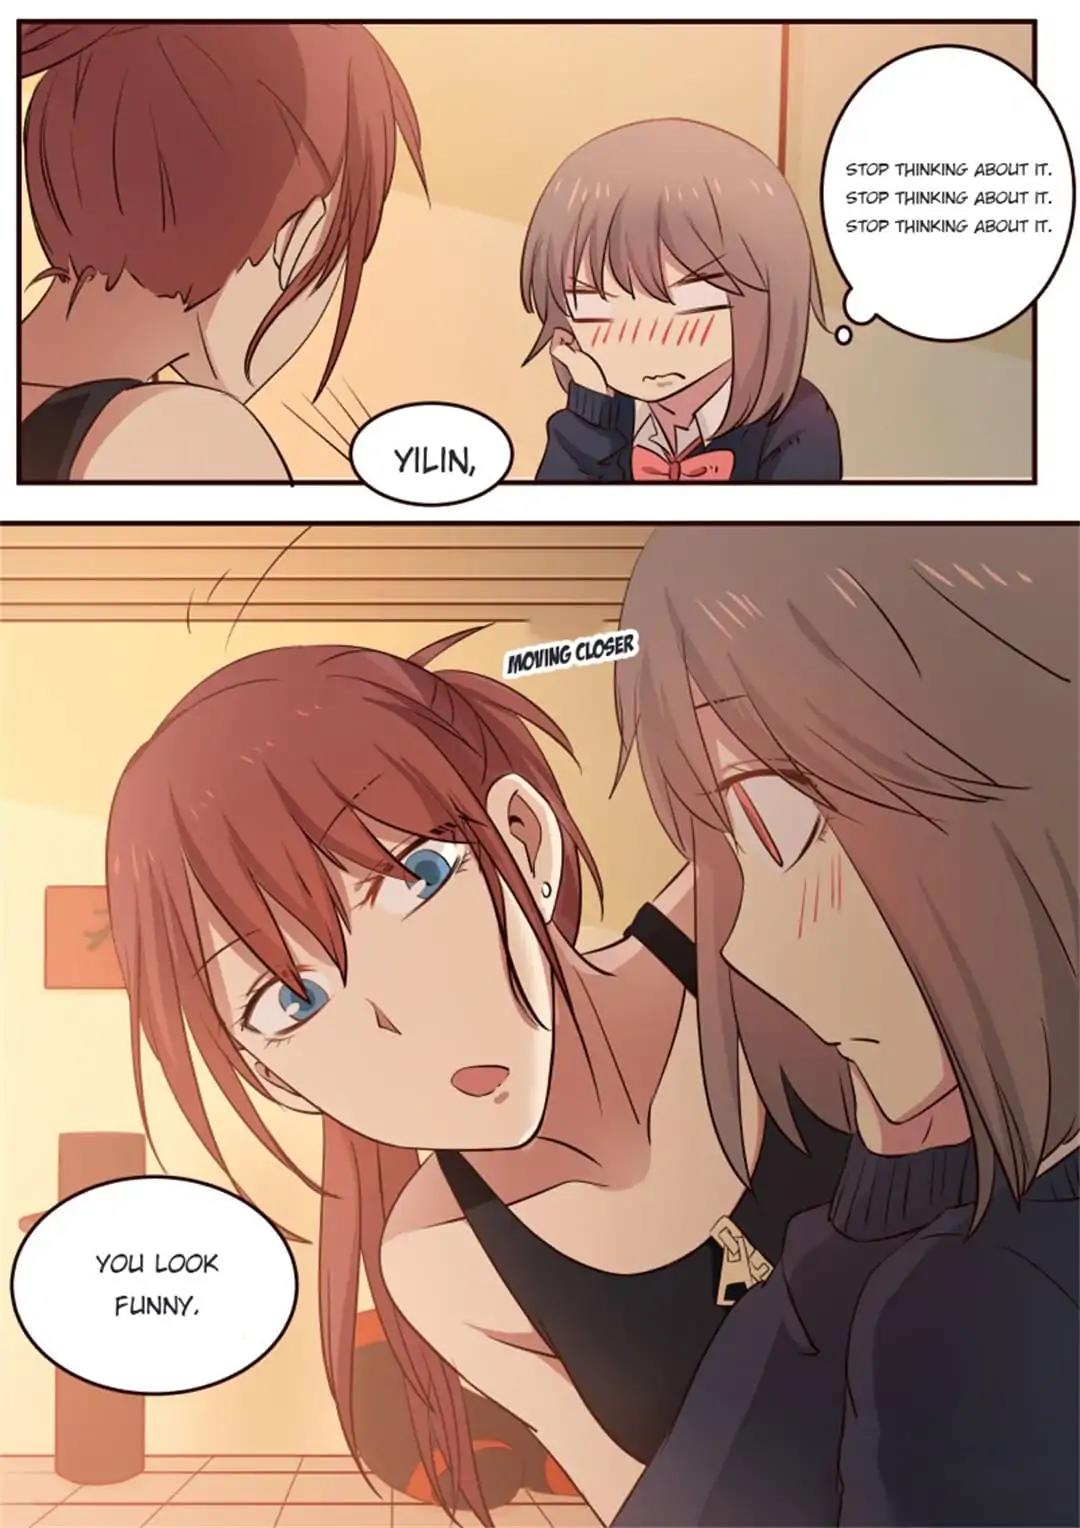 STOP THINKING ABOUT IT.
STOP THINKING ABOUT IT.
STOP THINKING ABOUT IT.
YILIN,
MOVING CLOSER
YOU LOOK
FUNNY.